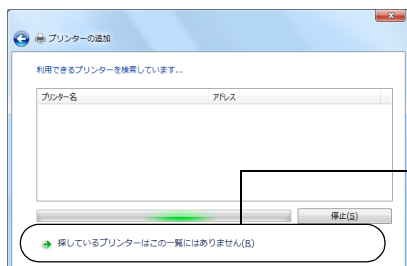 プリンターの追加
利用できるプリンターを検索しています...
プリンター名 アドレス
停止(S)
探しているプリンターはこの一覧にはありません(R)